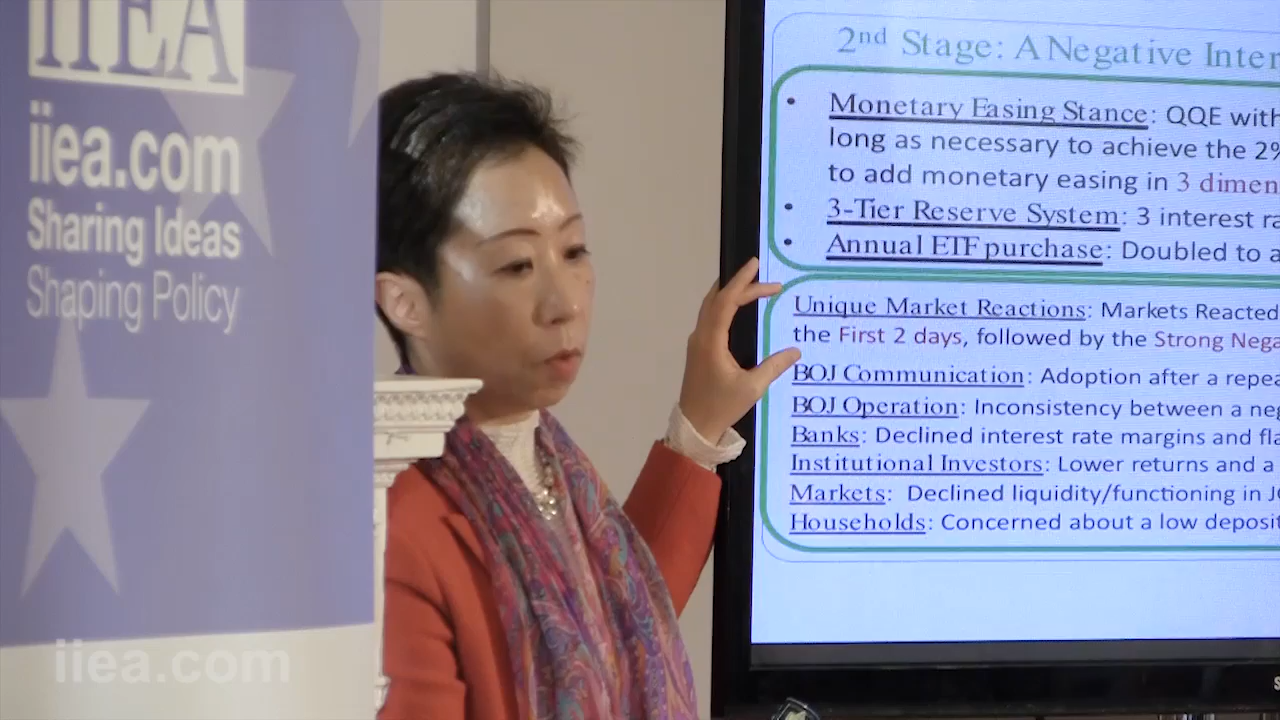 IIEA
iiea.com
Sharing Ideas
Shaping Policy
iiea.com
2nd Stage: A Negative Inter
• Monetary Easing Stance: QQE with
long as necessary to achieve the 2%
to add monetary easing in 3 dimen
• 3-Tier Reserve System: 3 interest ra
• Annual ETF purchase: Doubled to a
Unique Market Reactions: Markets Reacted
the First 2 days, followed by the Strong Nega
BOJ Communication: Adoption after a repea
BOJ Operation: Inconsistency between a neg
Banks: Declined interest rate margins and fla
Institutional Investors: Lower returns and a
Markets: Declined liquidity/functioning in JG
Households: Concerned about a low deposit